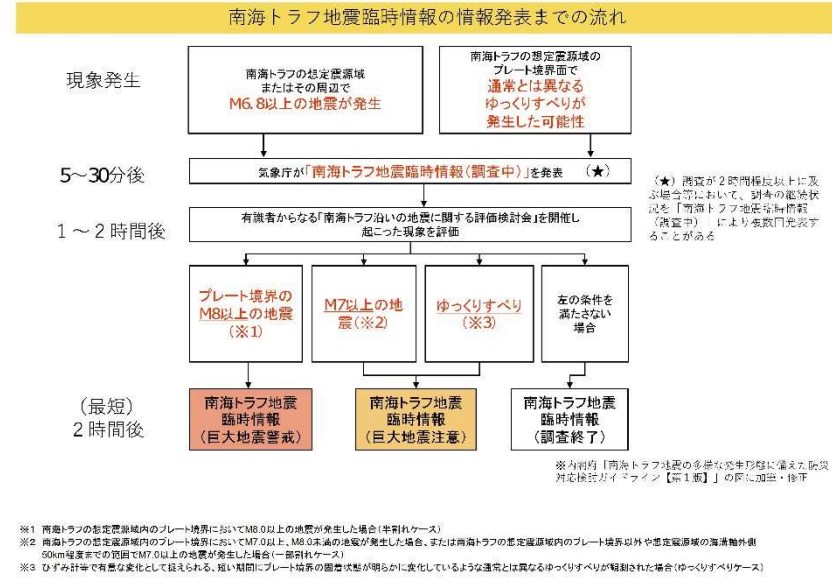 南海トラフ地震臨時情報の情報発表までの流れ
現象発生
南海トラフの想定震源域
またはその周辺で
M6.8以上の地震が発生
南海トラフの想定震源域の
プレート境界面で
通常とは異なる
ゆっくりすべりが
発生した可能性
5～30分後
気象庁が「南海トラフ地震臨時情報(調査中)」を発表 (★)
(★)調査が2時間程度以上に及
ぶ場合等において、調査の継続状
況を「南海トラフ地震臨時情報
(調査中)」により複数回発表す
ることがある
1～2時間後
有識者からなる「南海トラフ沿いの地震に関する評価検討会」を開催し
起こった現象を評価
プレート境界の
M8以上の地震
(※1)
M7以上の地
震(※2)
ゆっくりすべり
(※3)
左の条件を
満たさない
場合
(最短)
2時間後
南海トラフ地震
臨時情報
(巨大地震警戒)
南海トラフ地震
臨時情報
(巨大地震注意)
南海トラフ地震
臨時情報
(調査終了)
※内閣府「南海トラフ地震の多様な発生形態に備えた防災
対応検討ガイドライン【第1版】」の図に加筆・修正
※1 南海トラフの想定震源域内のプレート境界においてM8.0以上の地震が発生した場合(半割れケース)
※2 南海トラフの想定震源域内のプレート境界においてM7.0以上、M8.0未満の地震が発生した場合、または南海トラフの想定震源域内のプレート境界以外や想定震源域の海溝軸外側
50km程度までの範囲でM7.0以上の地震が発生した場合(一部割れケース)
※3 ひずみ計等で有意な変化として捉えられる、短い期間にプレート境界の固着状態が明らかに変化しているような通常とは異なるゆっくりすべりが観測された場合(ゆっくりすべりケース)